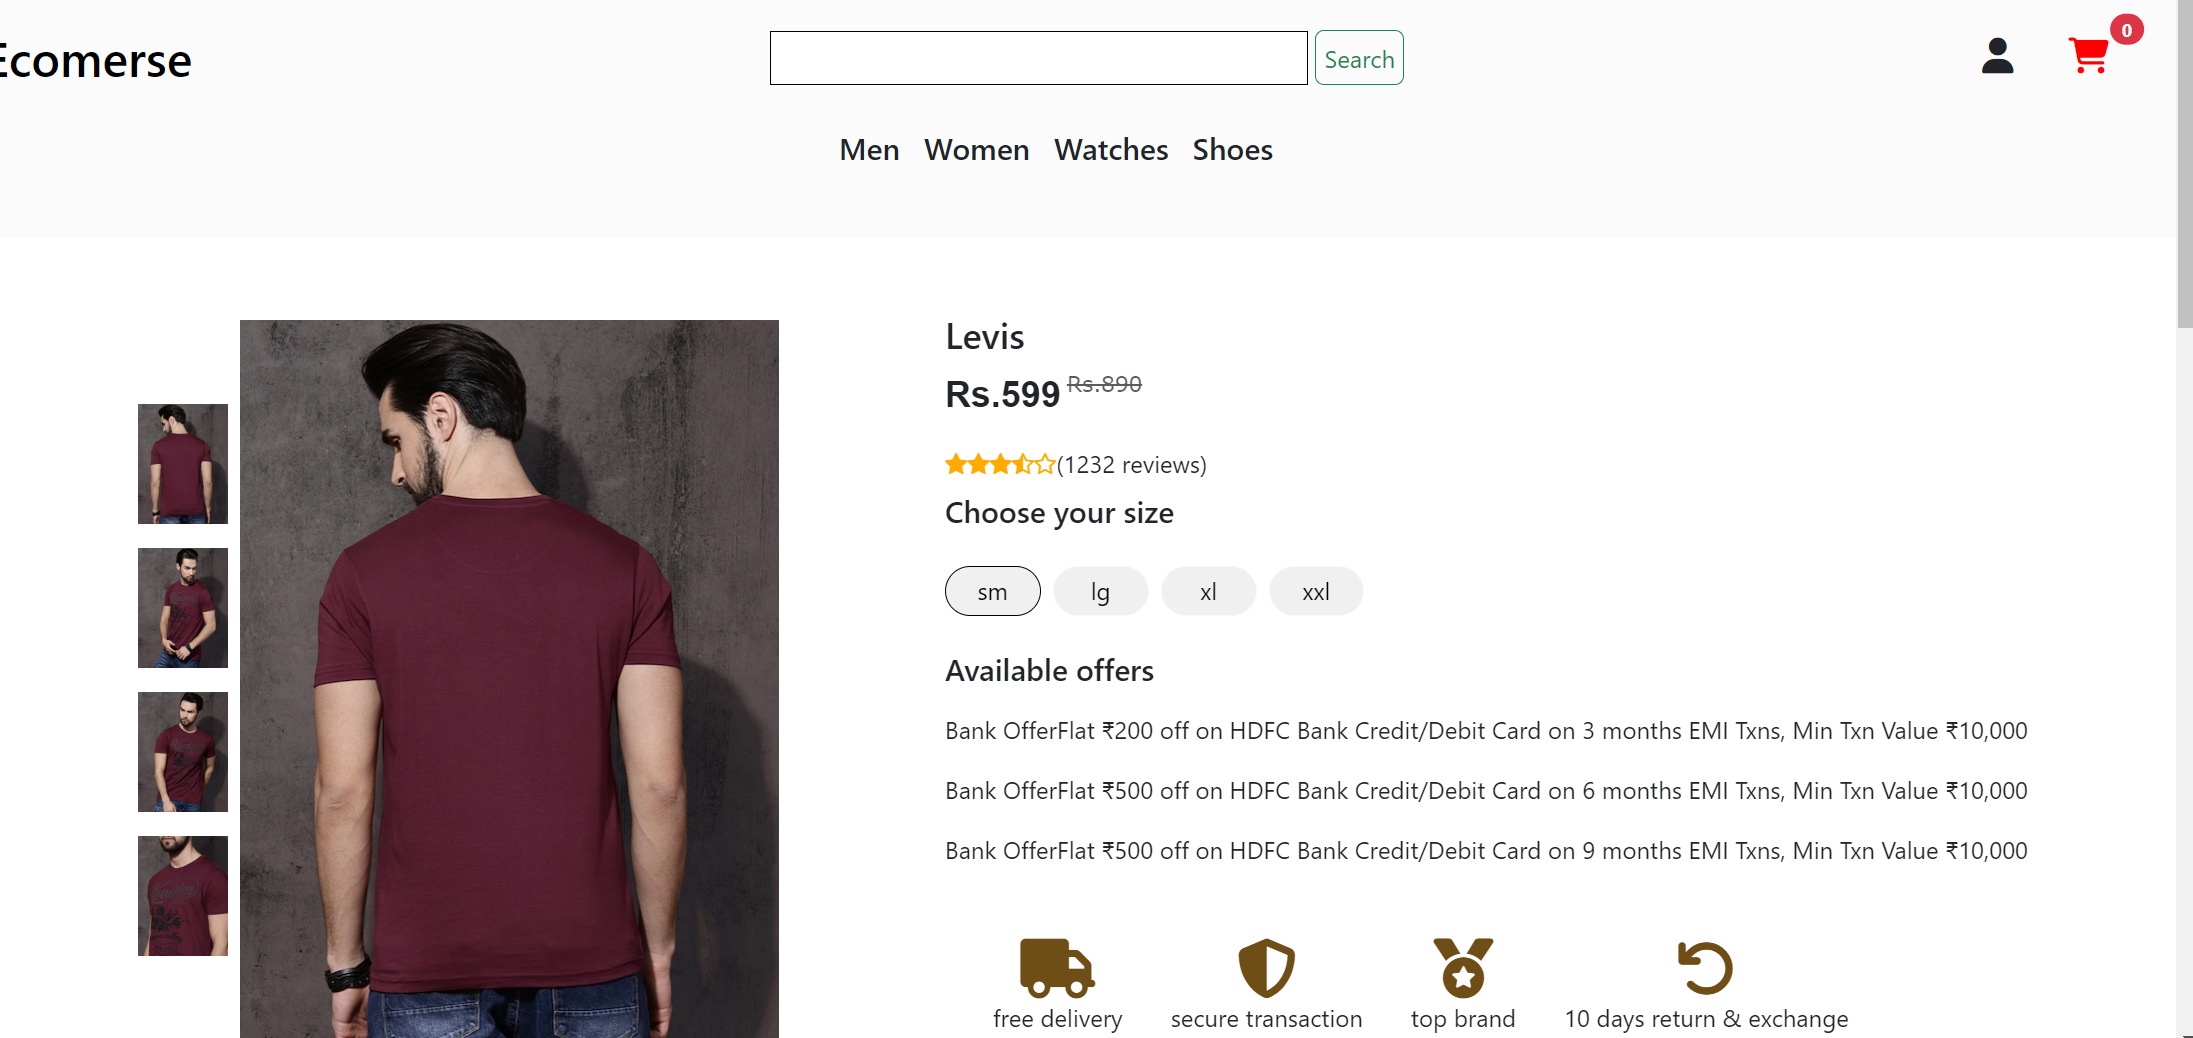 Ecomerse
Search
0
Men Women Watches Shoes
Levis
Rs.599 Rs.890
(1232 reviews)
Choose your size
sm lg xl xxl
Available offers
Bank OfferFlat ₹200 off on HDFC Bank Credit/Debit Card on 3 months EMI Txns, Min Txn Value ₹10,000
Bank OfferFlat ₹500 off on HDFC Bank Credit/Debit Card on 6 months EMI Txns, Min Txn Value ₹10,000
Bank OfferFlat ₹500 off on HDFC Bank Credit/Debit Card on 9 months EMI Txns, Min Txn Value ₹10,000
free delivery secure transaction top brand 10 days return & exchange